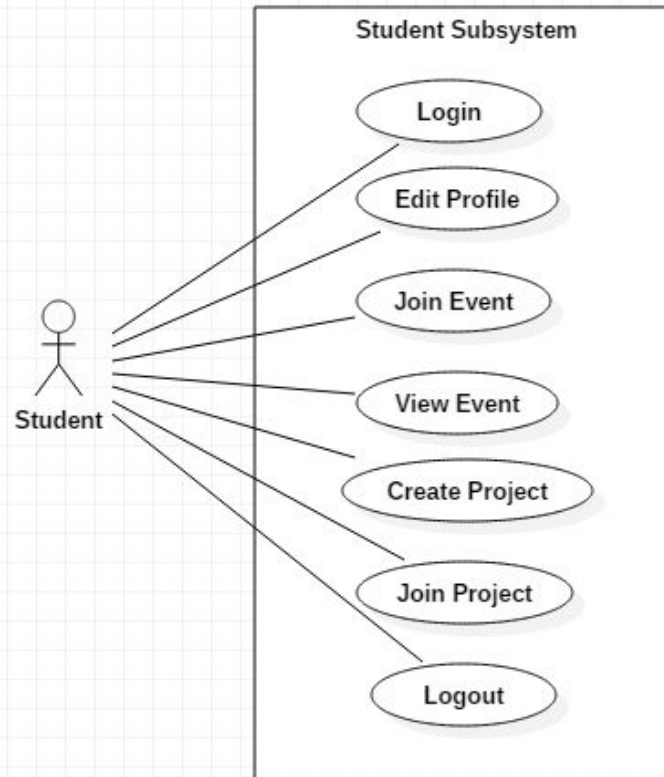 Student Subsystem
Login
Edit Profile
Join Event
View Event
Student
Create Project
Join Project
Logout